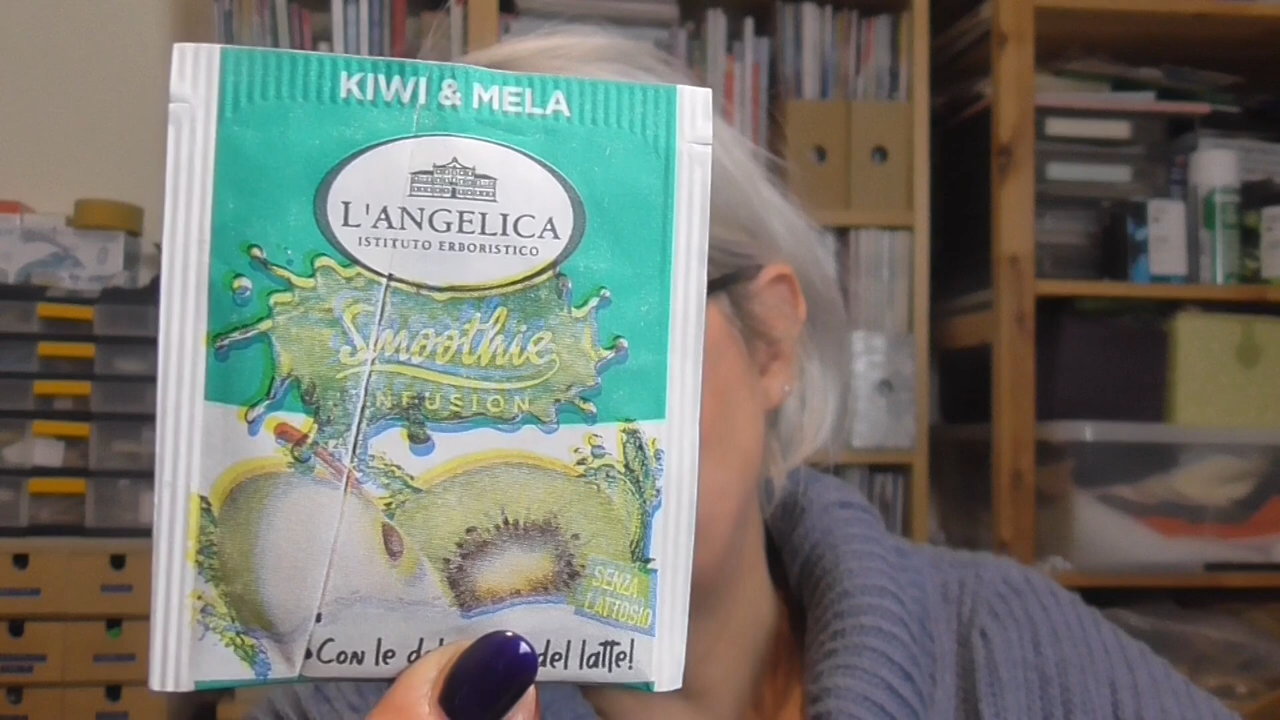 KIWI & MELA
L'ANGELICA
ISTITUTO ERBORISTICO
Smoothie
INFUSION
SENZA
LATTOSIO
Con le del latte!